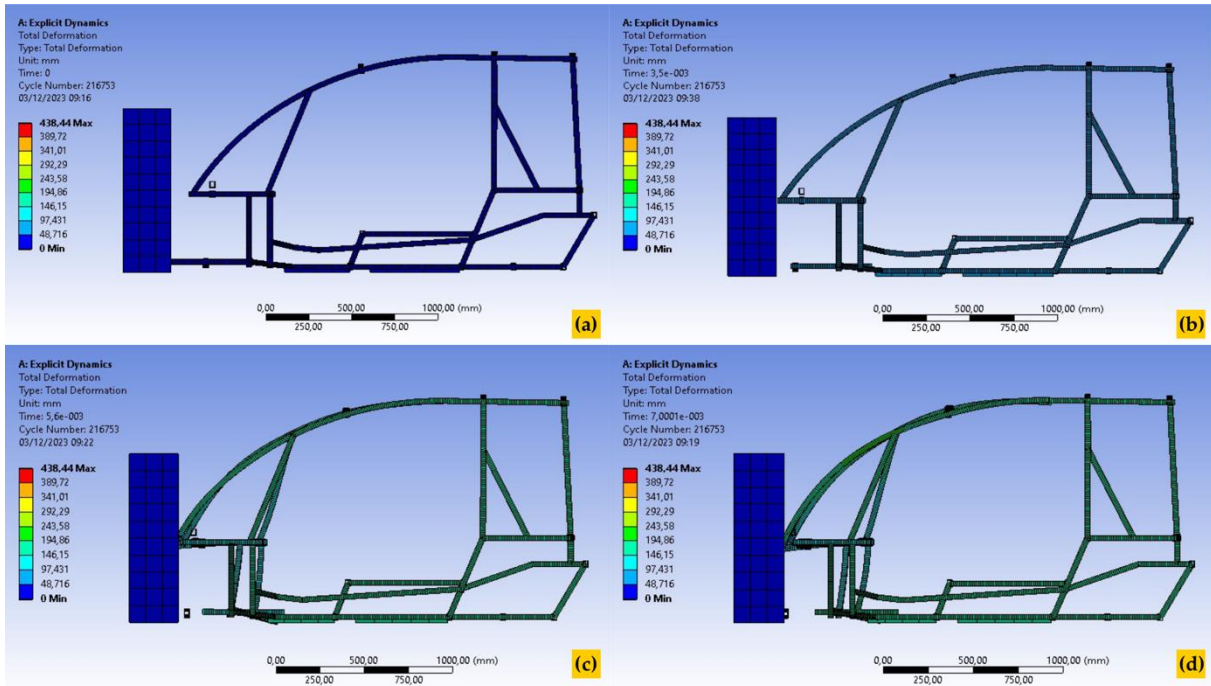 A: Explicit Dynamics
Total Deformation
Type: Total Deformation
Unit: mm
Time: 0
Cycle Number: 216753
03/12/2023 09:16
438,44 Max
389,72
341,01
292,29
243,58
194,86
146,15
97,431
48,716
0 Min
0,00 500,00 1000,00 (mm)
250,00 750,00
(a)
A: Explicit Dynamics
Total Deformation
Type: Total Deformation
Unit: mm
Time: 3,5e-003
Cycle Number: 216753
03/12/2023 09:38
438,44 Max
389,72
341,01
292,29
243,58
194,86
146,15
97,431
48,716
0 Min
0,00 500,00 1000,00 (mm)
250,00 750,00
(b)
A: Explicit Dynamics
Total Deformation
Type: Total Deformation
Unit: mm
Time: 5,6e-003
Cycle Number: 216753
03/12/2023 09:22
438,44 Max
389,72
341,01
292,29
243,58
194,86
146,15
97,431
48,716
0 Min
0,00 500,00 1000,00 (mm)
250,00 750,00
(c)
A: Explicit Dynamics
Total Deformation
Type: Total Deformation
Unit: mm
Time: 7,0001e-003
Cycle Number: 216753
03/12/2023 09:19
438,44 Max
389,72
341,01
292,29
243,58
194,86
146,15
97,431
48,716
0 Min
0,00 500,00 1000,00 (mm)
250,00 750,00
(d)